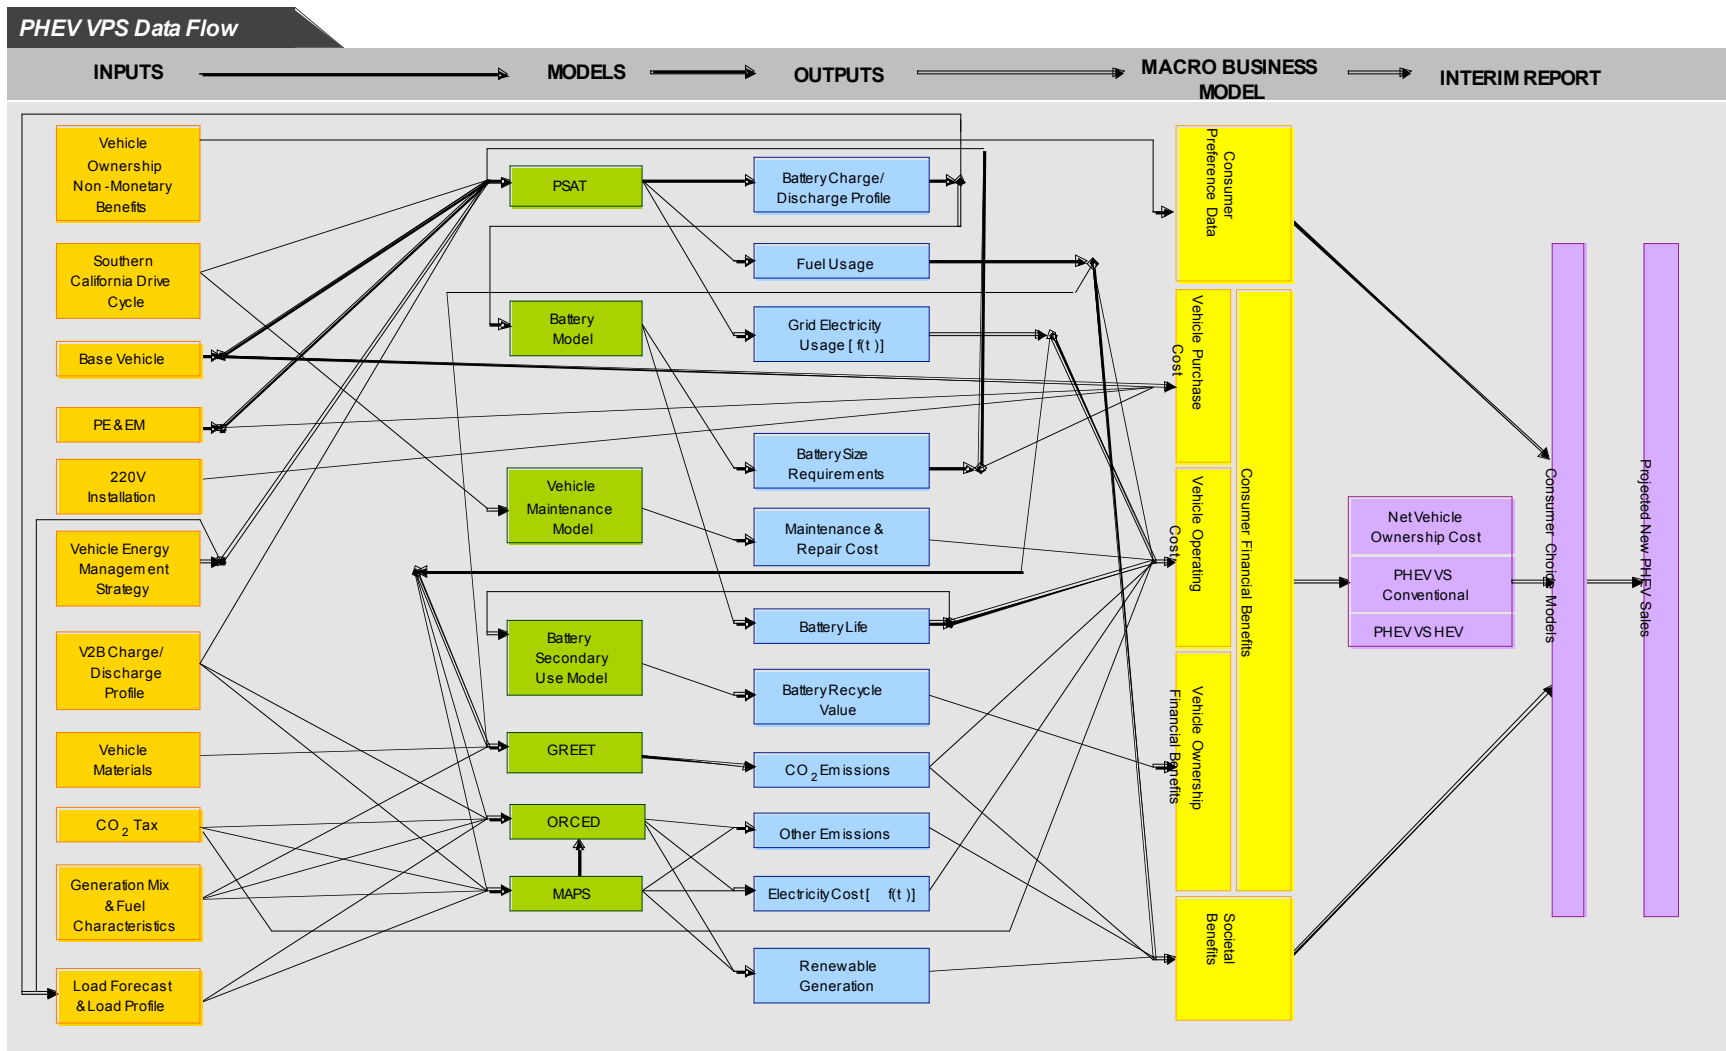 PHEV VPS Data Flow
INPUTS
MODELS
OUTPUTS
MACRO BUSINESS
MODEL
INTERIM REPORT
Vehicle
Ownership
Non-Monetary
Benefits
Southern
California Drive
Cycle
Base Vehicle
PE & EM
220V
Installation
Vehicle Energy
Management
Strategy
V2B Charge/
Discharge
Profile
Vehicle
Materials
CO2 Tax
Generation Mix
& Fuel
Characteristics
Load Forecast
& Load Profile
PSAT
Battery
Model
Vehicle
Maintenance
Model
Battery
Secondary
Use Model
GREET
ORCED
MAPS
Battery Charge/
Discharge Profile
Fuel Usage
Grid Electricity
Usage [ f(t )]
Battery Size
Requirements
Maintenance &
Repair Cost
Battery Life
Battery Recycle
Value
CO2 Emissions
Other Emissions
Electricity Cost [ f(t )]
Renewable
Generation
Consumer
Preference Data
Vehicle Purchase
Cost
Vehicle Operating
Cost
Vehicle Ownership
Financial Benefits
Consumer Financial Benefits
Societal
Benefits
Net Vehicle
Ownership Cost
PHEV VS
Conventional
PHEV VS HEV
Consumer Choice Models
Projected New PHEV Sales